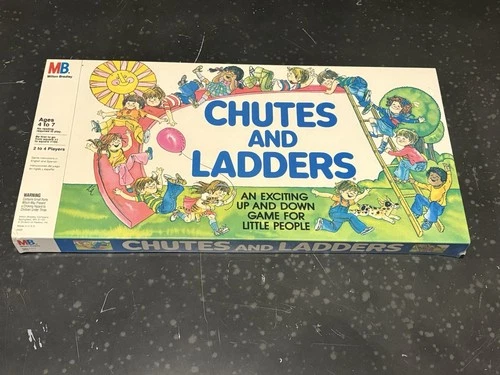 MB
Milton Bradley
Ages
4 to 7
2 to 4 Players
WARNING
CHUTES
AND
LADDERS
AN EXCITING
UP AND DOWN
GAME FOR
LITTLE PEOPLE
MB
CHUTES AND LADDERS